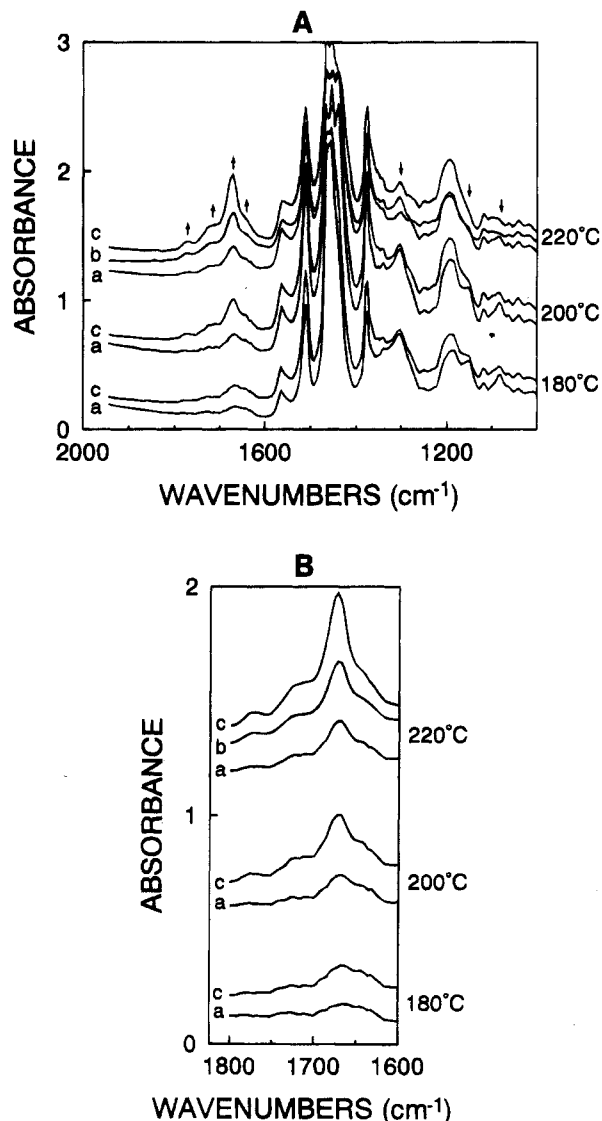 A
3
2
1
0
ABSORBANCE
c
b
a
220°C
c
a
200°C
c
a
180°C
2000
1600
1200
WAVENUMBERS (cm-1)
B
2
1
0
ABSORBANCE
c
b
a
220°C
c
a
200°C
c
a
180°C
1800
1700
1600
WAVENUMBERS (cm-1)